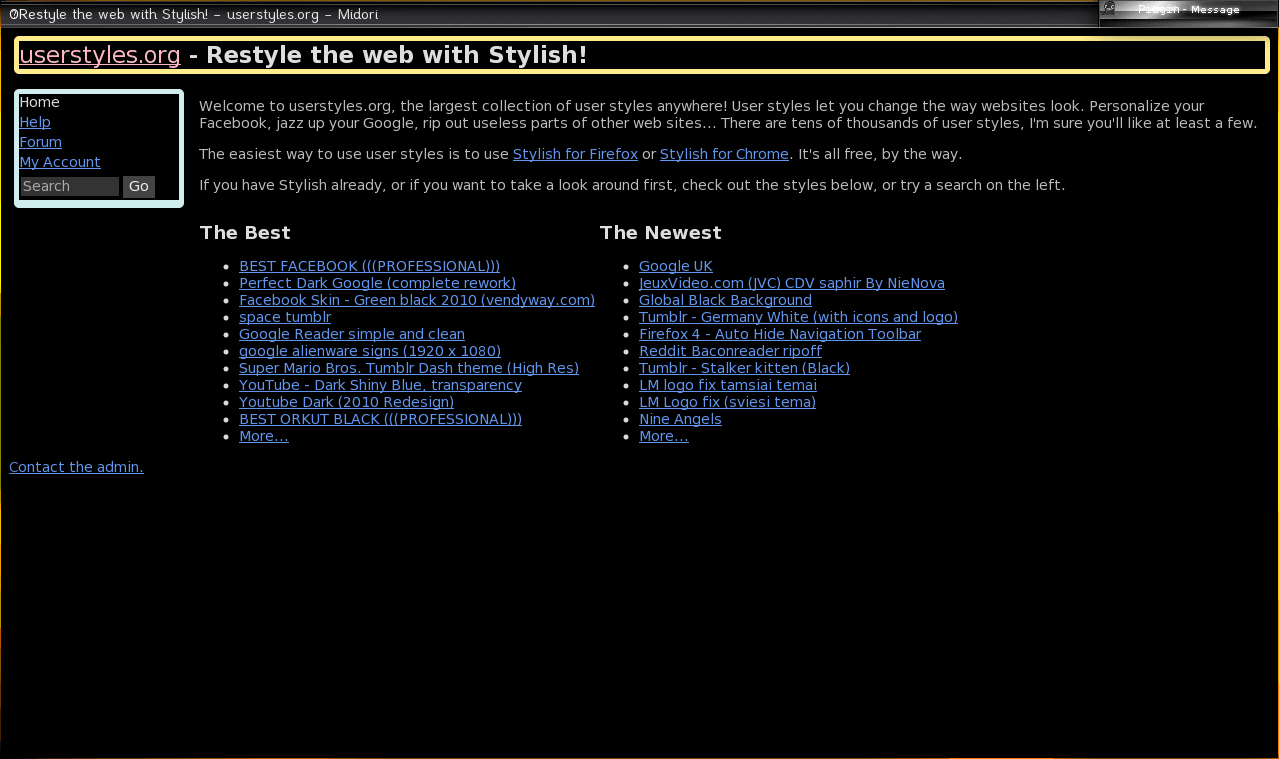 Restyle the web with Stylish! – userstyles.org – Midori
Plugin - Message
userstyles.org - Restyle the web with Stylish!
Home
Help
Forum
My Account
Search Go
Welcome to userstyles.org, the largest collection of user styles anywhere! User styles let you change the way websites look. Personalize your
Facebook, jazz up your Google, rip out useless parts of other web sites... There are tens of thousands of user styles, I'm sure you'll like at least a few.
The easiest way to use user styles is to use Stylish for Firefox or Stylish for Chrome. It's all free, by the way.
If you have Stylish already, or if you want to take a look around first, check out the styles below, or try a search on the left.
The Best
BEST FACEBOOK (((PROFESSIONAL)))
Perfect Dark Google (complete rework)
Facebook Skin - Green black 2010 (vendyway.com)
space tumblr
Google Reader simple and clean
google alienware signs (1920 x 1080)
Super Mario Bros. Tumblr Dash theme (High Res)
YouTube - Dark Shiny Blue, transparency
Youtube Dark (2010 Redesign)
BEST ORKUT BLACK (((PROFESSIONAL)))
More...
The Newest
Google UK
JeuxVideo.com (JVC) CDV saphir By NieNova
Global Black Background
Tumblr - Germany White (with icons and logo)
Firefox 4 - Auto Hide Navigation Toolbar
Reddit Baconreader ripoff
Tumblr - Stalker kitten (Black)
LM logo fix tamsiai temai
LM Logo fix (sviesi tema)
Nine Angels
More...
Contact the admin.